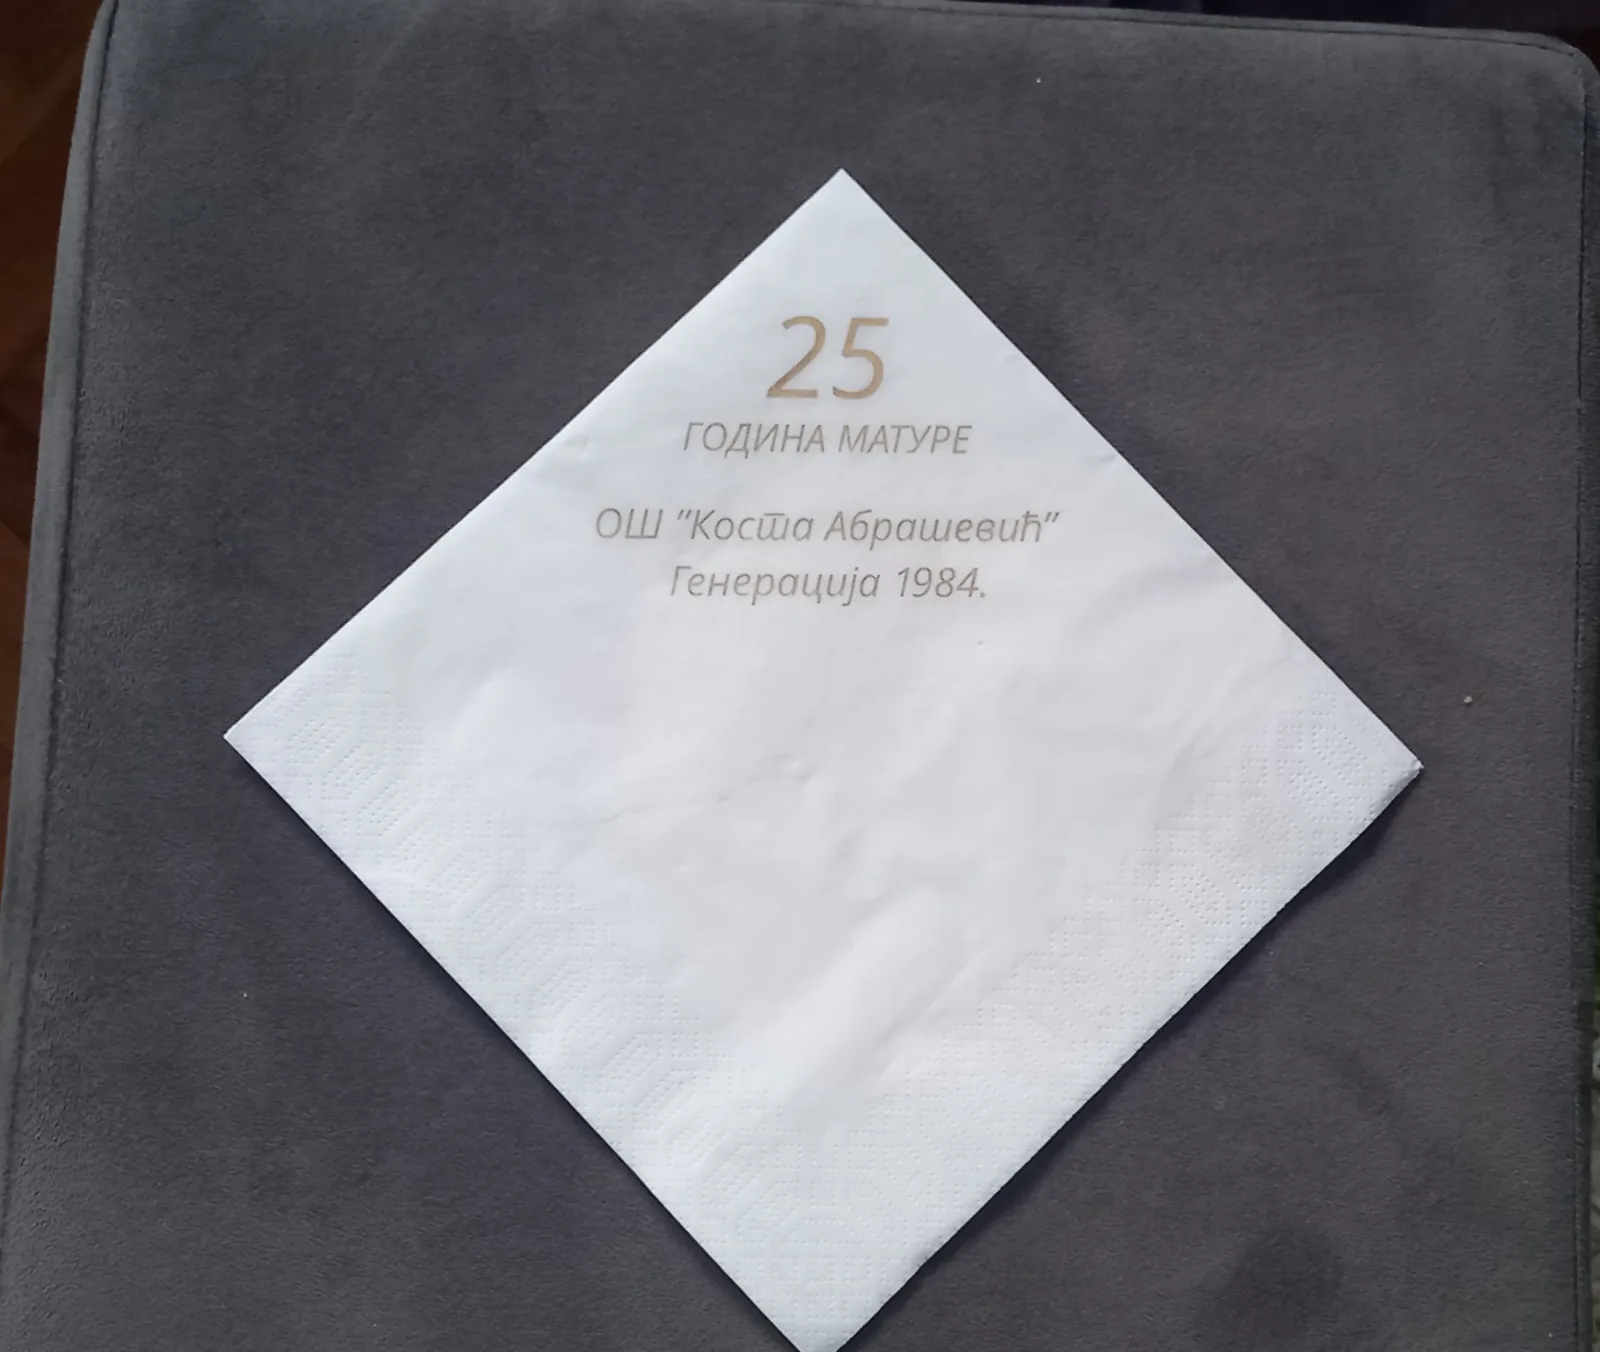 25
ГОДИНА МАТУРЕ
ОШ "Коста Абрашевић"
Генерација 1984.